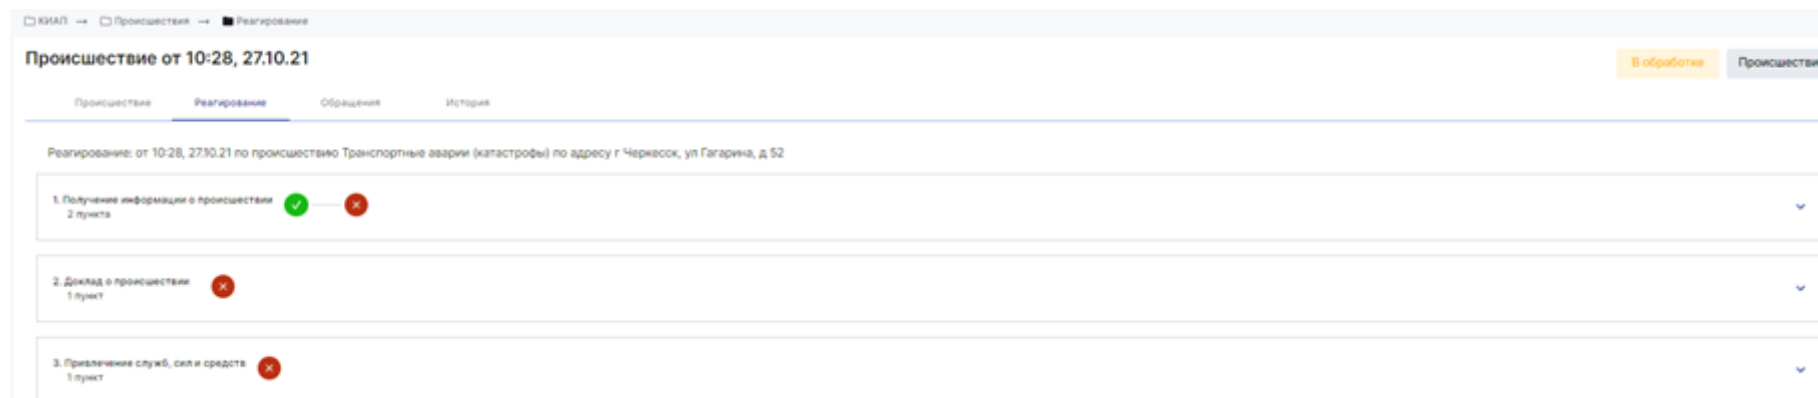 КИАП → Происшествия → Реагирование
Происшествие от 10:28, 27.10.21
В обработке
Происшестви
Происшествие Реагирование Обращения История
Реагирование: от 10:28, 27.10.21 по происшествию Транспортные аварии (катастрофы) по адресу г Черкесск, ул Гагарина, д 52
1. Получение информации о происшествии
2 пункта
2. Доклад о происшествии
1 пункт
3. Привлечение служб, сил и средств
1 пункт